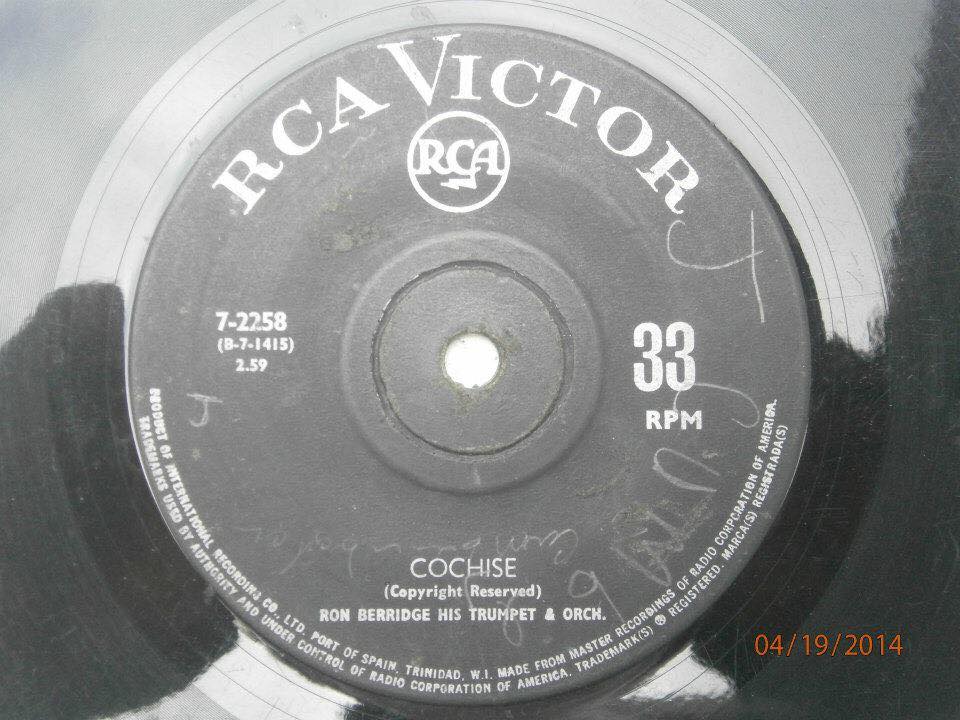 RCA VICTOR
RCA
7-2258
(B-7-1415)
2.59
33
RPM
COCHISE
(Copyright Reserved)
RON BERRIDGE HIS TRUMPET & ORCH.
PRODUCT OF INTERNATIONAL RECORDING CO., LTD. PORT OF SPAIN, TRINIDAD, W.I. MADE FROM MASTER RECORDINGS OF RADIO CORPORATION OF AMERICA.
TRADEMARKS USED BY AUTHORITY AND UNDER CONTROL OF RADIO CORPORATION OF AMERICA. TRADEMARK(S) ® REGISTERED. MARCA(S) REGISTRADA(S)
04/19/2014